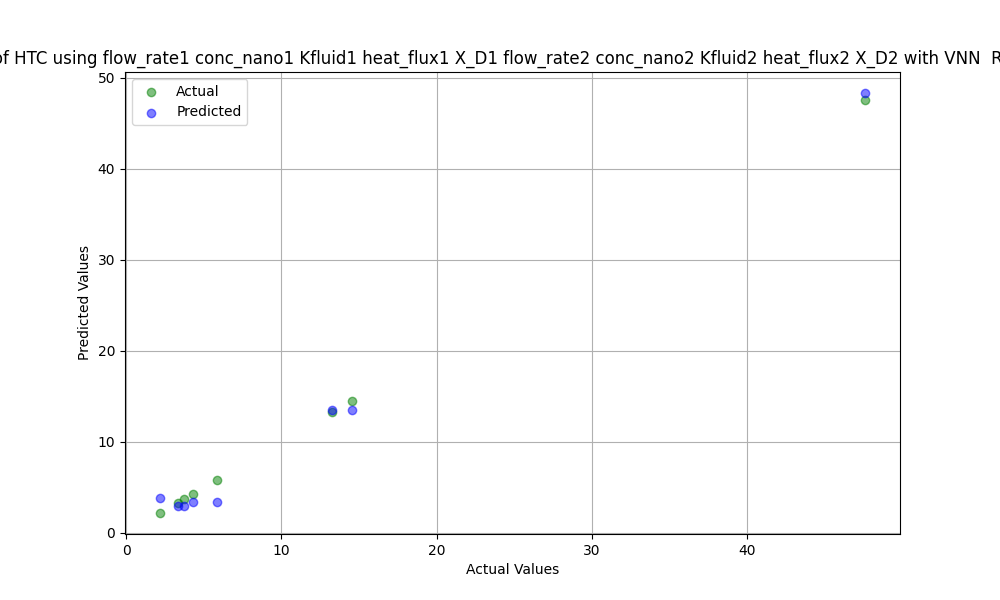 of HTC using flow_rate1 conc_nano1 Kfluid1 heat_flux1 X_D1 flow_rate2 conc_nano2 Kfluid2 heat_flux2 X_D2 with VNN R
Actual
Predicted
50
40
30
20
10
0
Predicted Values
0 10 20 30 40
Actual Values